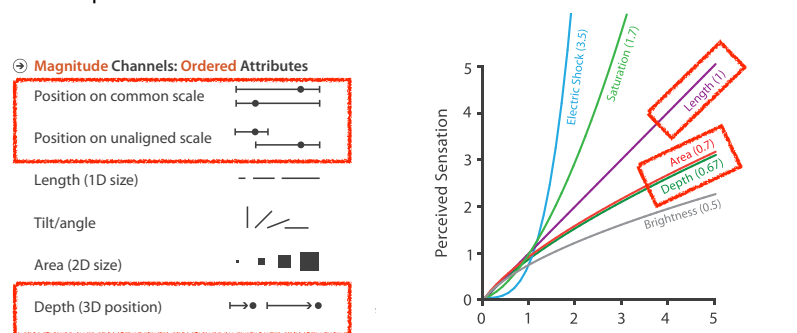 Magnitude Channels: Ordered Attributes
Position on common scale
Position on unaligned scale
Length (1D size)
Tilt/angle
Area (2D size)
Depth (3D position)
Perceived Sensation
5
4
3
2
1
0
0 1 2 3 4 5
Electric Shock (3.5)
Saturation (1.7)
Length (1)
Area (0.7)
Depth (0.67)
Brightness (0.5)